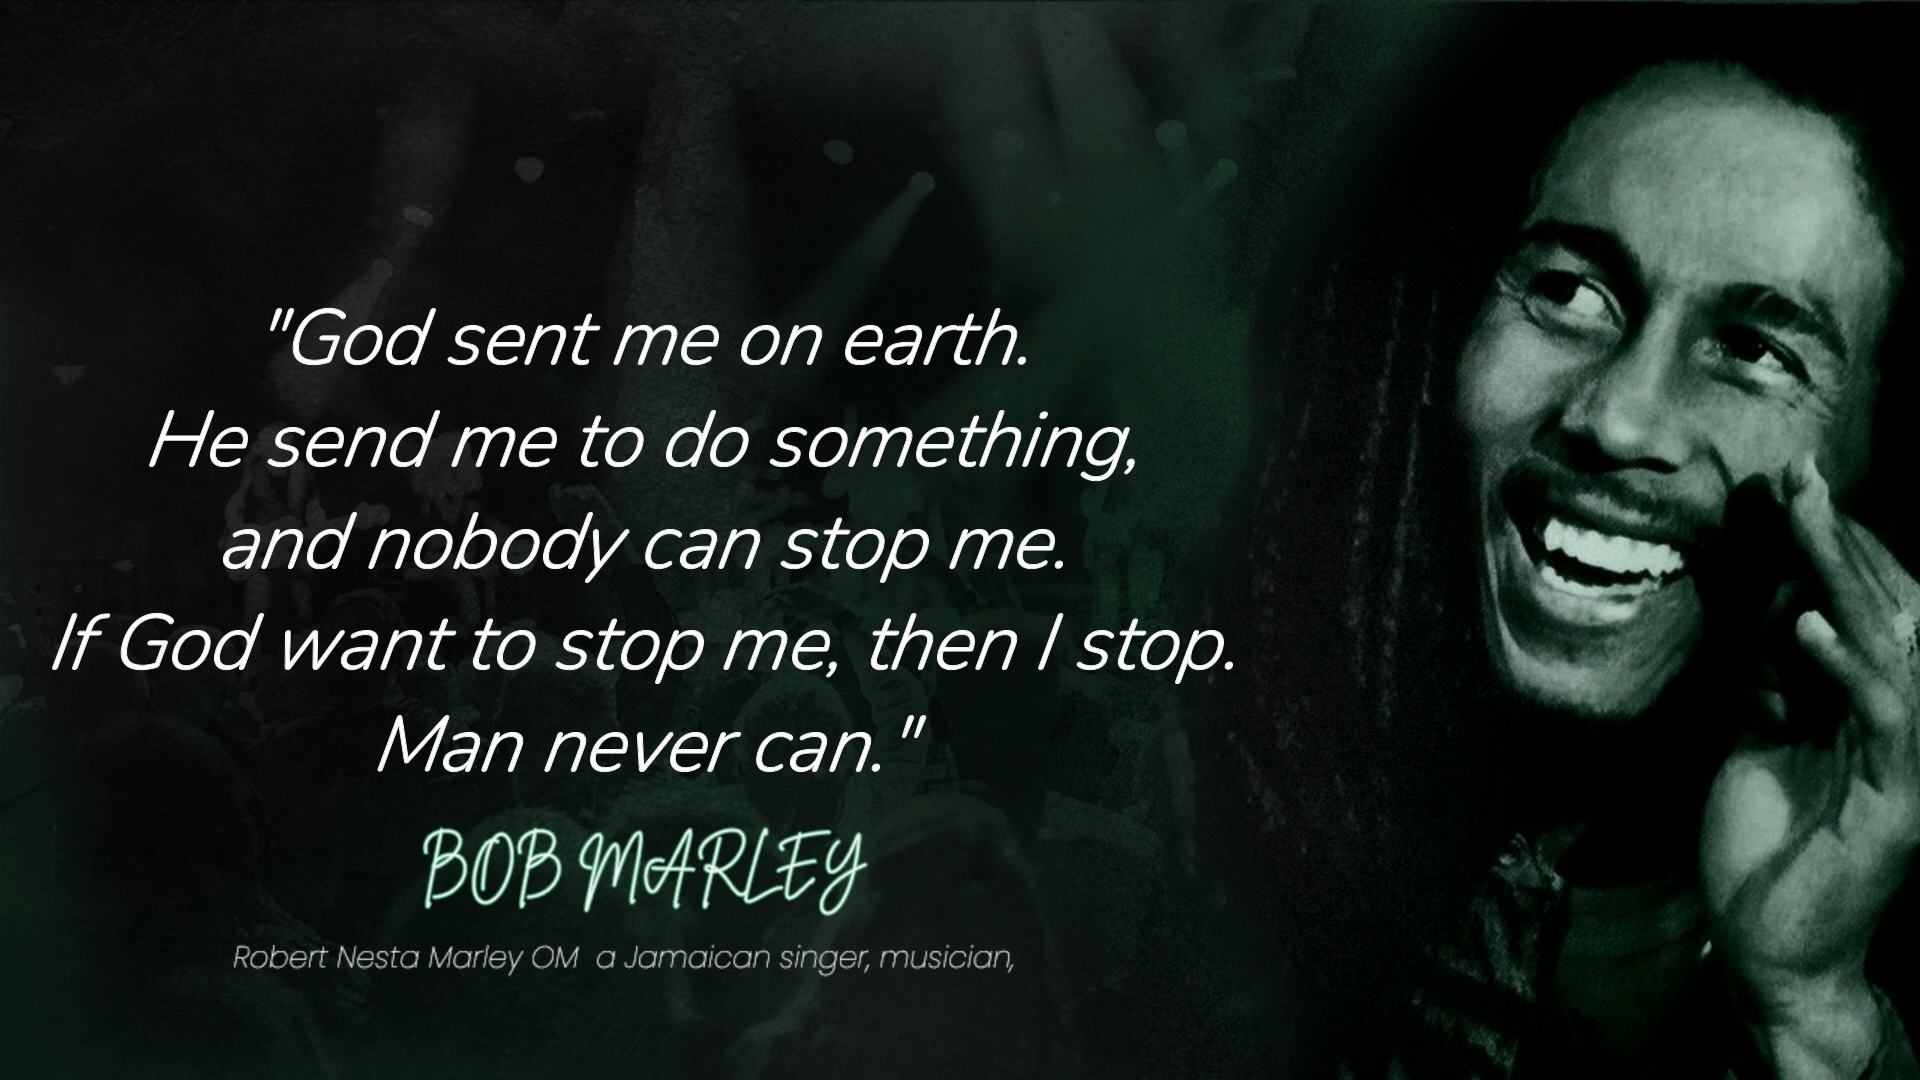 "God sent me on earth.
He send me to do something,
and nobody can stop me.
If God want to stop me, then I stop.
Man never can."
BOB MARLEY
Robert Nesta Marley OM a Jamaican singer, musician,